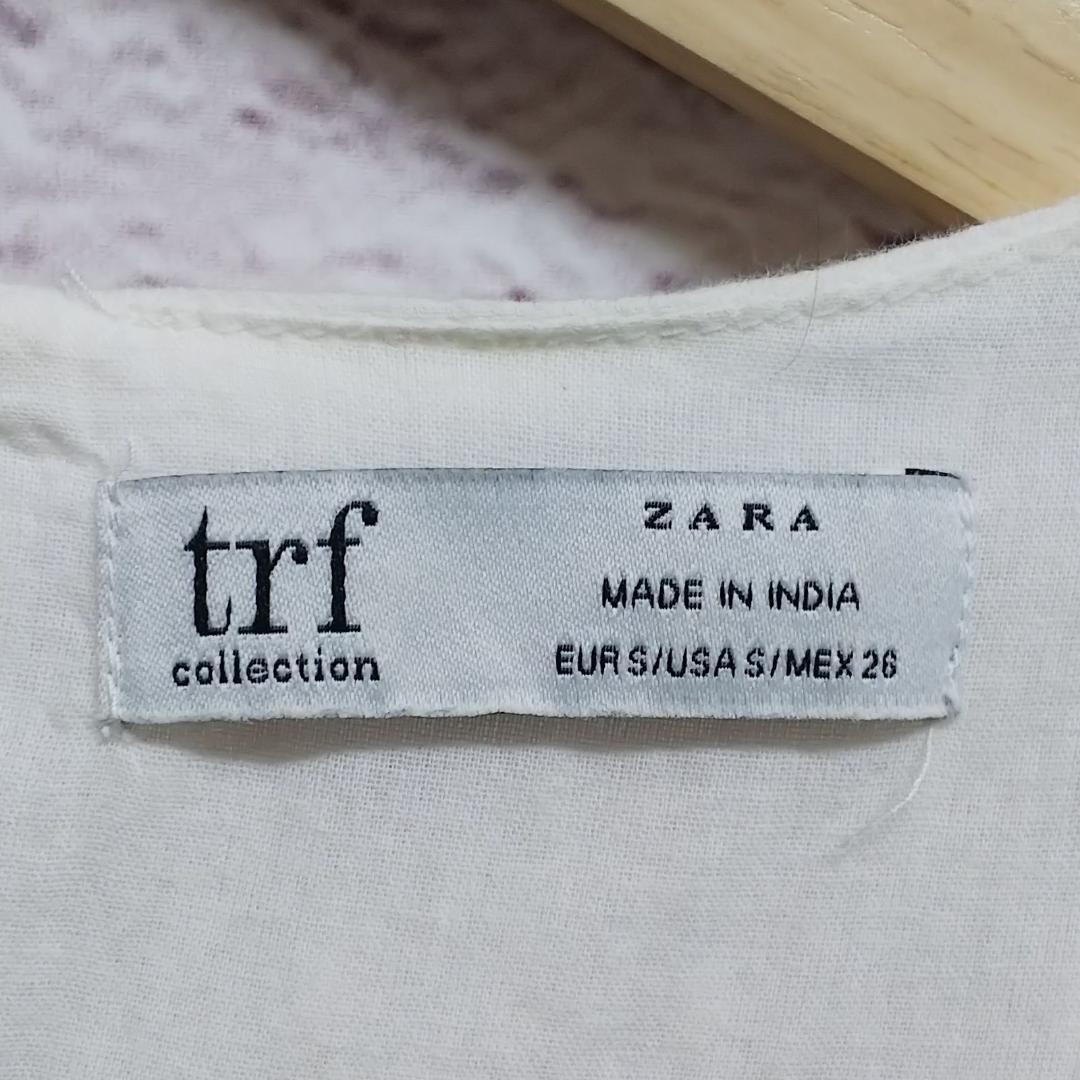 trf
collection
ZARA
MADE IN INDIA
EUR S/USA S/MEX 26